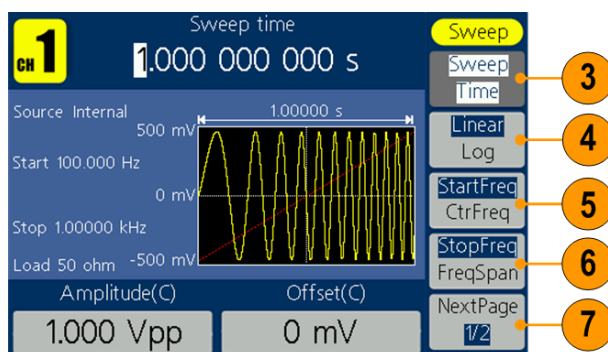 CH 1
Sweep time
1.000 000 000 s
Source Internal
1.00000 s
500 mV
Start 100.000 Hz
0 mV
Stop 1.00000 kHz
Load 50 ohm
-500 mV
Amplitude(C)
Offset(C)
1.000 Vpp
0 mV
Sweep
Sweep
Time
3
Linear
Log
4
StartFreq
CtrFreq
5
StopFreq
FreqSpan
6
NextPage
1/2
7